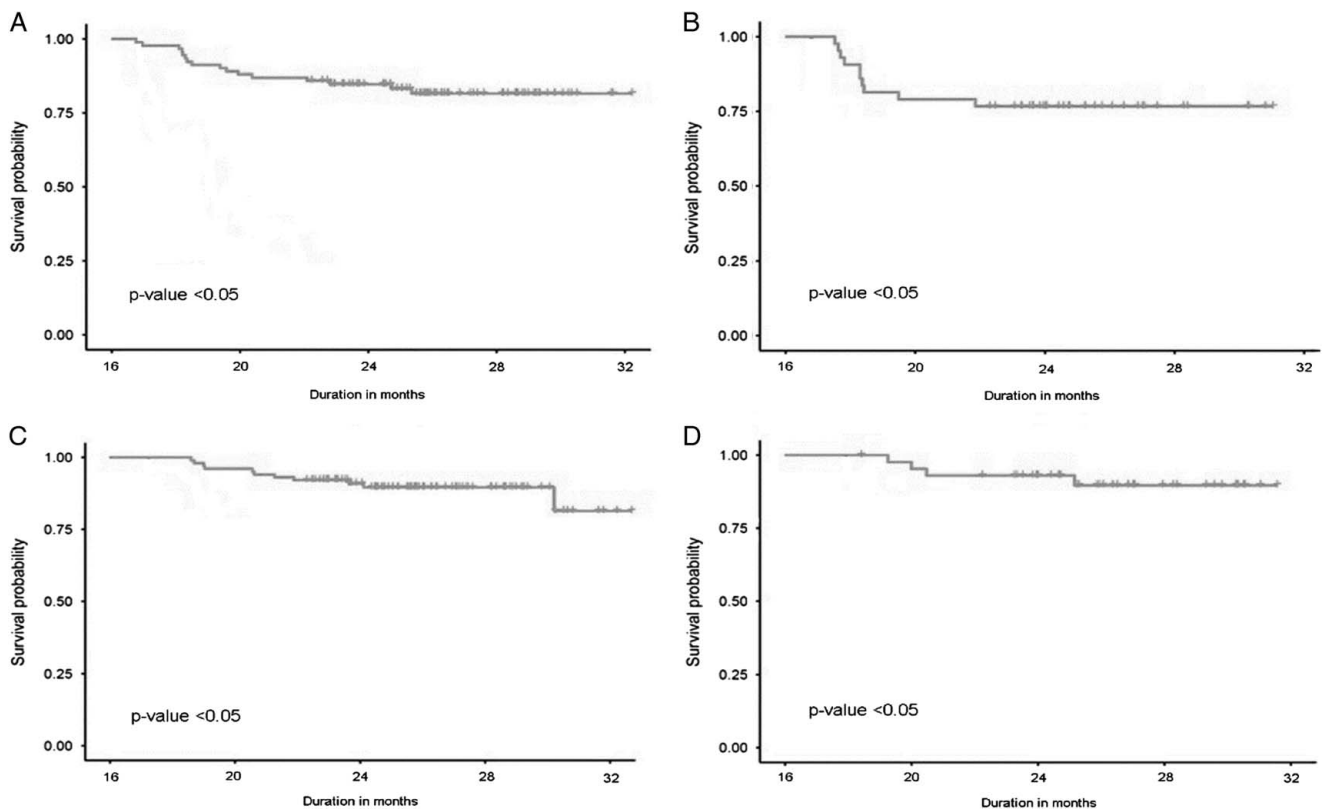 A
Survival probability
1.00
0.75
0.50
0.25
0.00
p-value <0.05
16 20 24 28 32
Duration in months
B
Survival probability
1.00
0.75
0.50
0.25
0.00
p-value <0.05
16 20 24 28 32
Duration in months
C
Survival probability
1.00
0.75
0.50
0.25
0.00
p-value <0.05
16 20 24 28 32
Duration in months
D
Survival probability
1.00
0.75
0.50
0.25
0.00
p-value <0.05
16 20 24 28 32
Duration in months